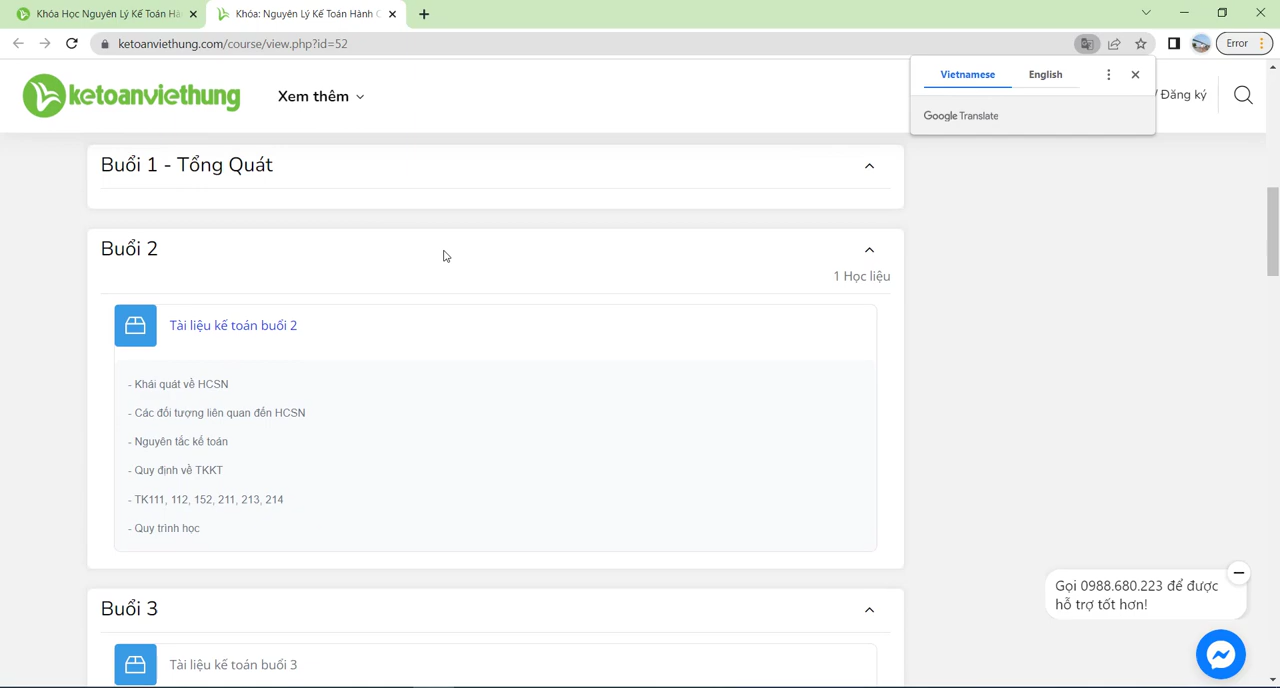 Khóa Học Nguyên Lý Kế Toán Hà
Khóa: Nguyên Lý Kế Toán Hành C
ketoanviethung.com/course/view.php?id=52
Error
Vietnamese English
Google Translate
ketoanviethung
Xem thêm
/ Đăng ký
Buổi 1 - Tổng Quát
Buổi 2
1 Học liệu
Tài liệu kế toán buổi 2
- Khái quát về HCSN
- Các đối tượng liên quan đến HCSN
- Nguyên tắc kế toán
- Quy định về TKKT
- TK111, 112, 152, 211, 213, 214
- Quy trình học
Gọi 0988.680.223 để được
hỗ trợ tốt hơn!
Buổi 3
Tài liệu kế toán buổi 3